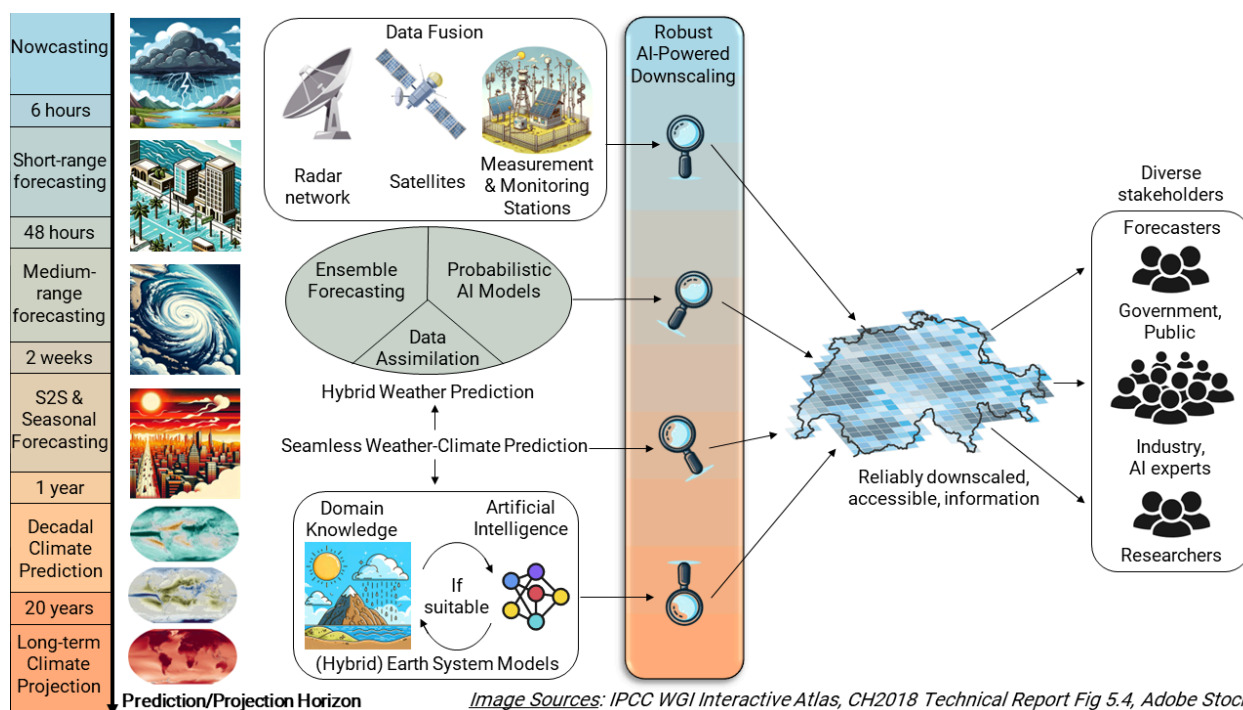 Nowcasting
6 hours
Short-range
forecasting
48 hours
Medium-
range
forecasting
2 weeks
S2S &
Seasonal
Forecasting
1 year
Decadal
Climate
Prediction
20 years
Long-term
Climate
Projection
Prediction/Projection Horizon
Data Fusion
Radar
network
Satellites
Measurement
& Monitoring
Stations
Ensemble
Forecasting
Probabilistic
AI Models
Data
Assimilation
Hybrid Weather Prediction
Seamless Weather-Climate Prediction
Domain
Knowledge
Artificial
Intelligence
If
suitable
(Hybrid) Earth System Models
Robust
AI-Powered
Downscaling
Reliably downscaled,
accessible, information
Diverse
stakeholders
Forecasters
Government,
Public
Industry,
AI experts
Researchers
Image Sources: IPCC WGI Interactive Atlas, CH2018 Technical Report Fig 5.4, Adobe Stoc